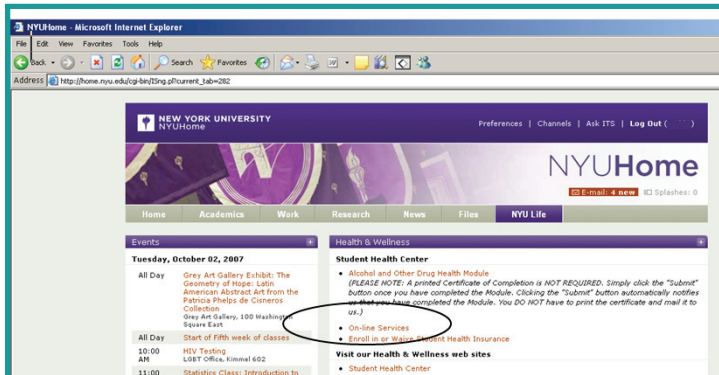 NYUHome - Microsoft Internet Explorer
File Edit View Favorites Tools Help
Back Search Favorites
Address http://home.nyu.edu/cgi-bin/ISng.pl?current_tab=282
NEW YORK UNIVERSITY
NYUHome
Preferences | Channels | Ask ITS | Log Out ( )
NYUHome
E-mail: 4 new Splashes: 0
Home Academics Work Research News Files NYU Life
Events
Tuesday, October 02, 2007
All Day Grey Art Gallery Exhibit: The
Geometry of Hope: Latin
American Abstract Art from the
Patricia Phelps de Cisneros
Collection
Grey Art Gallery, 100 Washington
Square East
All Day Start of Fifth week of classes
10:00 HIV Testing
AM LGBT Office, Kimmel 602
11:00 Statistics Class: Introduction to
Health & Wellness
Student Health Center
• Alcohol and Other Drug Health Module
(PLEASE NOTE: A printed Certificate of Completion is NOT REQUIRED. Simply click the "Submit"
button once you have completed the Module. Clicking the "Submit" button automatically notifies
us that you have completed the Module. You DO NOT have to print the certificate and mail it to
us.)
• On-line Services
• Enroll in or Waive Student Health Insurance
Visit our Health & Wellness web sites
• Student Health Center